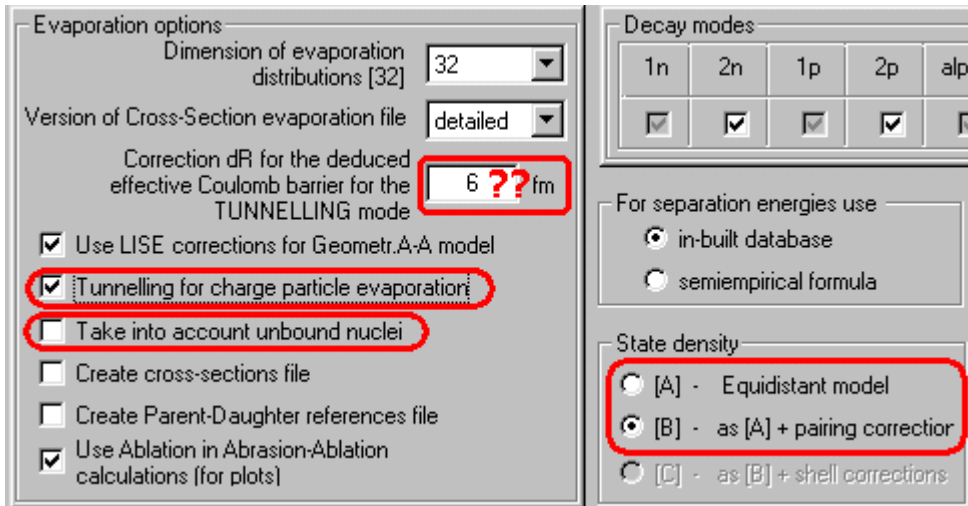 Evaporation options
Dimension of evaporation
distributions [32]
32
Version of Cross-Section evaporation file
detailed
Correction dR for the deduced
effective Coulomb barrier for the
TUNNELLING mode
6 ?? fm
Use LISE corrections for Geometr.A-A model
Tunnelling for charge particle evaporation
Take into account unbound nuclei
Create cross-sections file
Create Parent-Daughter references file
Use Ablation in Abrasion-Ablation
calculations (for plots)
Decay modes
1n 2n 1p 2p alp
For separation energies use
in-built database
semiempirical formula
State density
[A] - Equidistant model
[B] - as [A] + pairing correction
[C] - as [B] + shell corrections